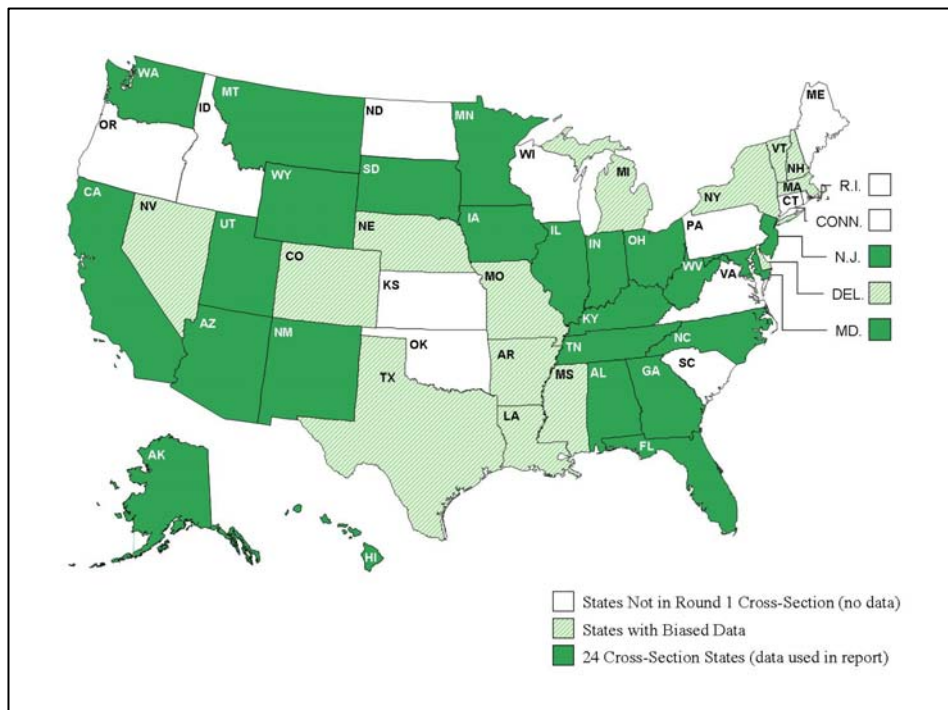 WA
MT
ND
MN
ME
OR
ID
WI
VT
SD
MI
NH
WY
NY
MA
R.I.
CA
CT
NV
IA
CONN.
UT
NE
IL
IN
OH
PA
N.J.
CO
MO
WV
VA
KS
DEL.
KY
AZ
NM
NC
MD.
TN
OK
AR
SC
TX
MS
AL
GA
LA
FL
AK
HI
States Not in Round 1 Cross-Section (no data)
States with Biased Data
24 Cross-Section States (data used in report)